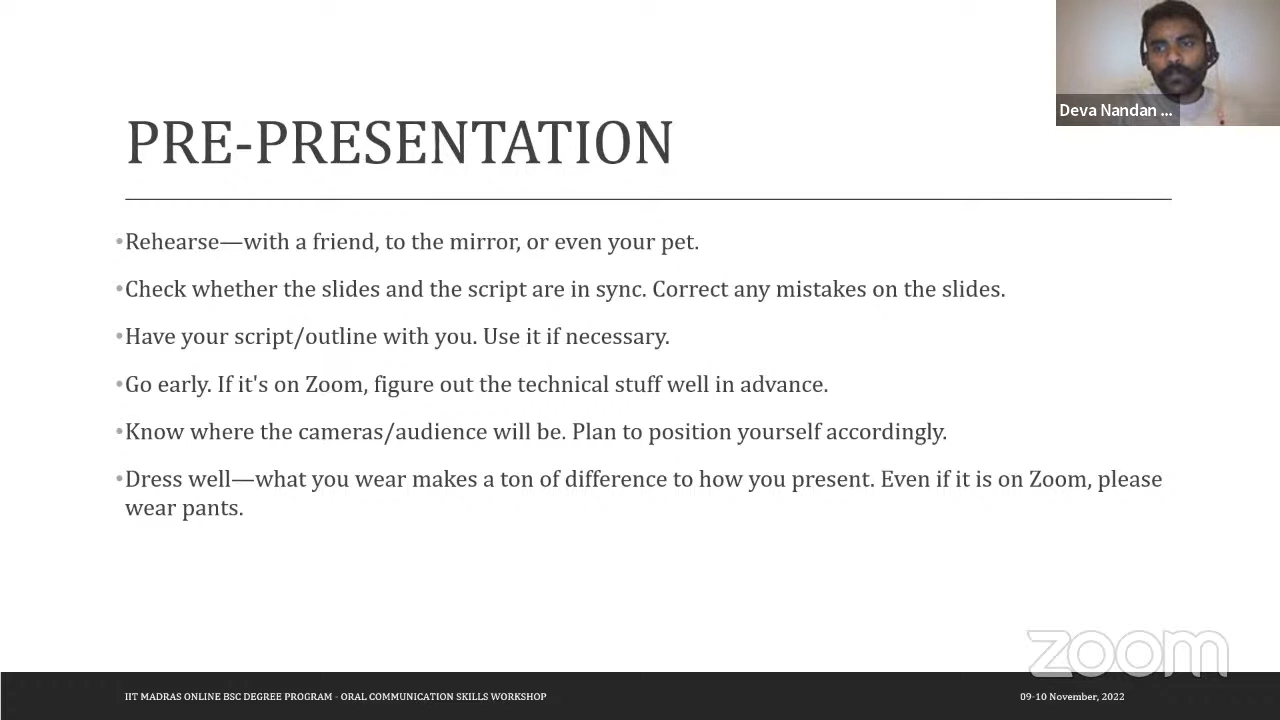 Deva Nandan ...
PRE-PRESENTATION
•Rehearse—with a friend, to the mirror, or even your pet.
•Check whether the slides and the script are in sync. Correct any mistakes on the slides.
•Have your script/outline with you. Use it if necessary.
•Go early. If it's on Zoom, figure out the technical stuff well in advance.
•Know where the cameras/audience will be. Plan to position yourself accordingly.
•Dress well—what you wear makes a ton of difference to how you present. Even if it is on Zoom, please
wear pants.
zoom
IIT MADRAS ONLINE BSC DEGREE PROGRAM - ORAL COMMUNICATION SKILLS WORKSHOP
09-10 November, 2022